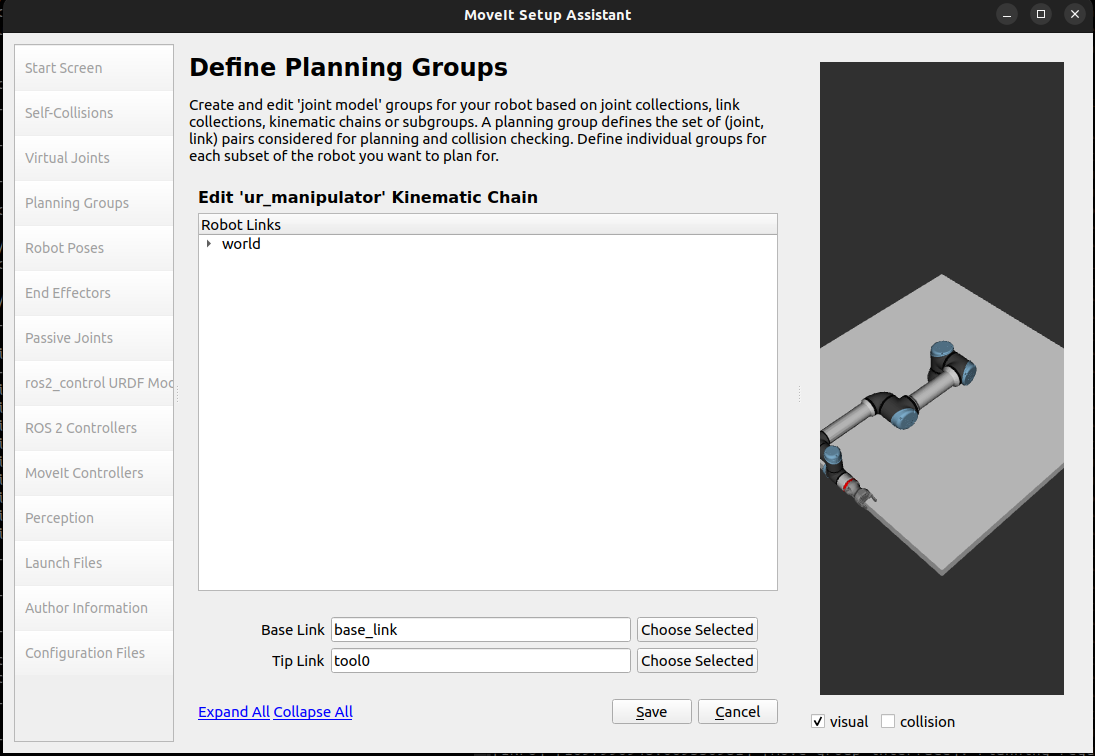 MoveIt Setup Assistant
Start Screen
Self-Collisions
Virtual Joints
Planning Groups
Robot Poses
End Effectors
Passive Joints
ros2_control URDF Mod
ROS 2 Controllers
MoveIt Controllers
Perception
Launch Files
Author Information
Configuration Files
Define Planning Groups
Create and edit 'joint model' groups for your robot based on joint collections, link
collections, kinematic chains or subgroups. A planning group defines the set of (joint,
link) pairs considered for planning and collision checking. Define individual groups for
each subset of the robot you want to plan for.
Edit 'ur_manipulator' Kinematic Chain
Robot Links
world
Base Link base_link Choose Selected
Tip Link tool0 Choose Selected
Expand All Collapse All Save Cancel
visual collision